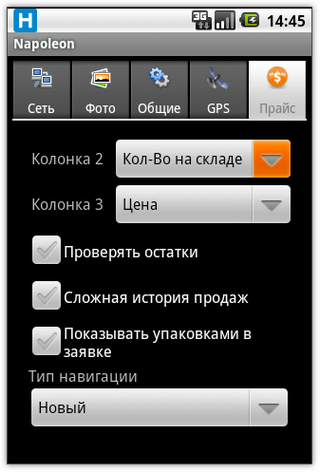 H 3G 14:45
Napoleon
Сеть Фото Общие GPS Прайс
Колонка 2 Кол-Во на складе
Колонка 3 Цена
Проверять остатки
Сложная история продаж
Показывать упаковками в
заявке
Тип навигации
Новый